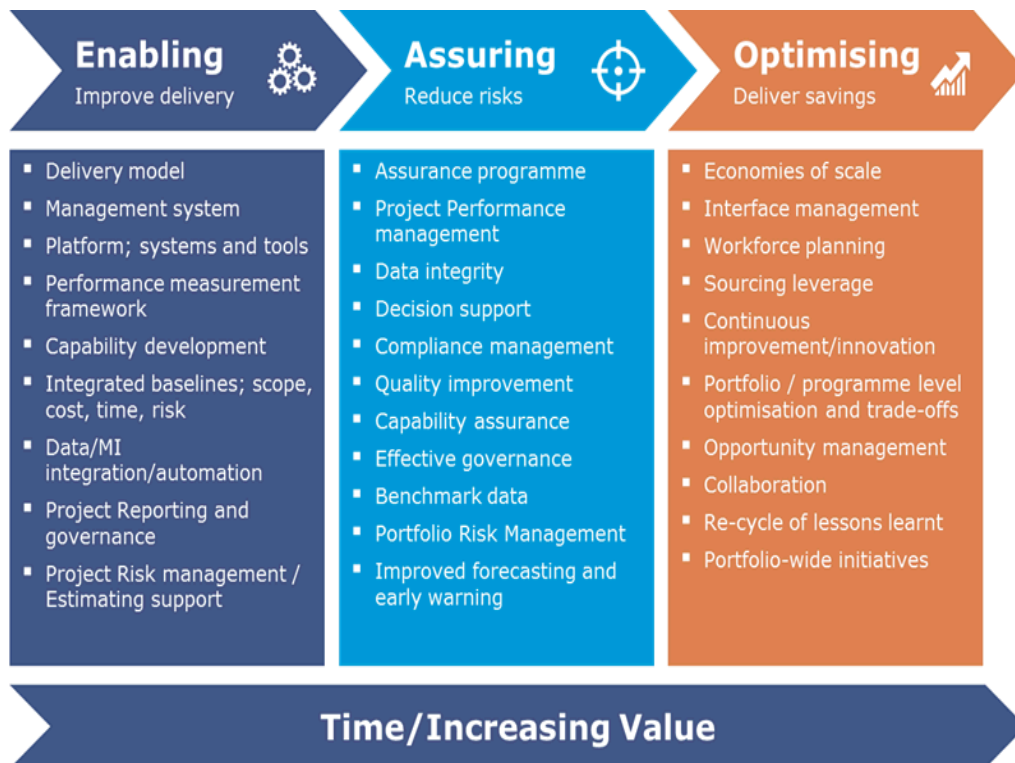 Enabling
Improve delivery
Assuring
Reduce risks
Optimising
Deliver savings
▪ Delivery model
▪ Management system
▪ Platform; systems and tools
▪ Performance measurement
framework
▪ Capability development
▪ Integrated baselines; scope,
cost, time, risk
▪ Data/MI
integration/automation
▪ Project Reporting and
governance
▪ Project Risk management /
Estimating support
▪ Assurance programme
▪ Project Performance
management
▪ Data integrity
▪ Decision support
▪ Compliance management
▪ Quality improvement
▪ Capability assurance
▪ Effective governance
▪ Benchmark data
▪ Portfolio Risk Management
▪ Improved forecasting and
early warning
▪ Economies of scale
▪ Interface management
▪ Workforce planning
▪ Sourcing leverage
▪ Continuous
improvement/innovation
▪ Portfolio / programme level
optimisation and trade-offs
▪ Opportunity management
▪ Collaboration
▪ Re-cycle of lessons learnt
▪ Portfolio-wide initiatives
Time/Increasing Value